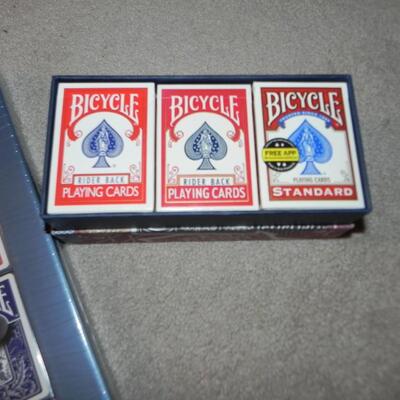 BICYCLE
RIDER BACK
PLAYING CARDS
BICYCLE
RIDER BACK
PLAYING CARDS
BICYCLE
FREE APP
PLAYING CARDS
STANDARD